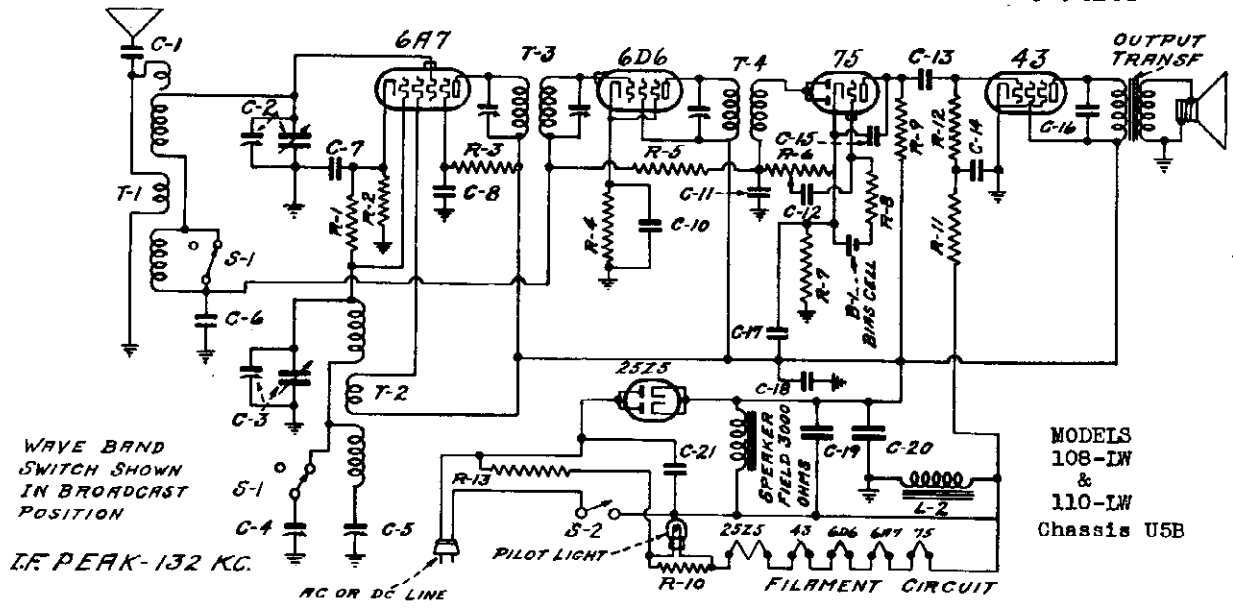 C-1
6A7
T-3
6D6
T-4
75
C-13
43
OUTPUT
TRANSF
C-2
C-7
R-3
C-8
R-1
R-2
R-5
R-6
C-15
R-9
R-12
C-14
C-16
T-1
S-1
C-6
R-4
C-10
C-11
C-12
R-8
R-7
B-1
BIAS CELL
R-11
C-17
C-18
C-3
T-2
25Z5
WAVE BAND
SWITCH SHOWN
IN BROADCAST
POSITION
S-1
C-4
C-5
R-13
C-21
SPEAKER
FIELD 3000
OHMS
C-19
C-20
L-2
S-2
PILOT LIGHT
R-10
25Z5
43
6D6
6A7
75
FILAMENT CIRCUIT
AC OR DC LINE
I.F. PEAK-132 KC.
MODELS
108-LW
&
110-LW
Chassis U5B